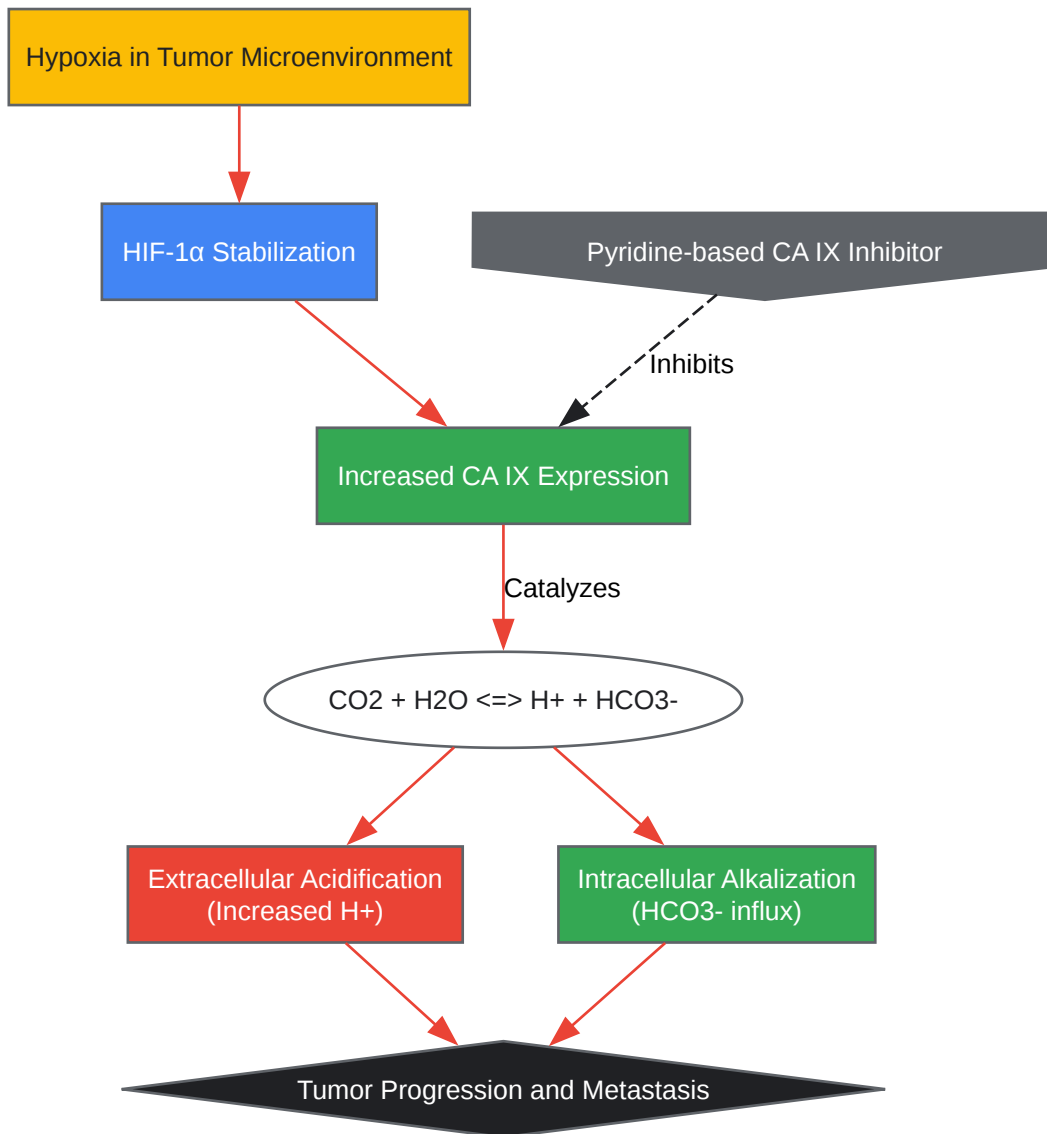 Hypoxia in Tumor Microenvironment
HIF-1α Stabilization
Pyridine-based CA IX Inhibitor
Inhibits
Increased CA IX Expression
Catalyzes
CO2 + H2O <=> H+ + HCO3-
Extracellular Acidification
(Increased H+)
Intracellular Alkalization
(HCO3- influx)
Tumor Progression and Metastasis